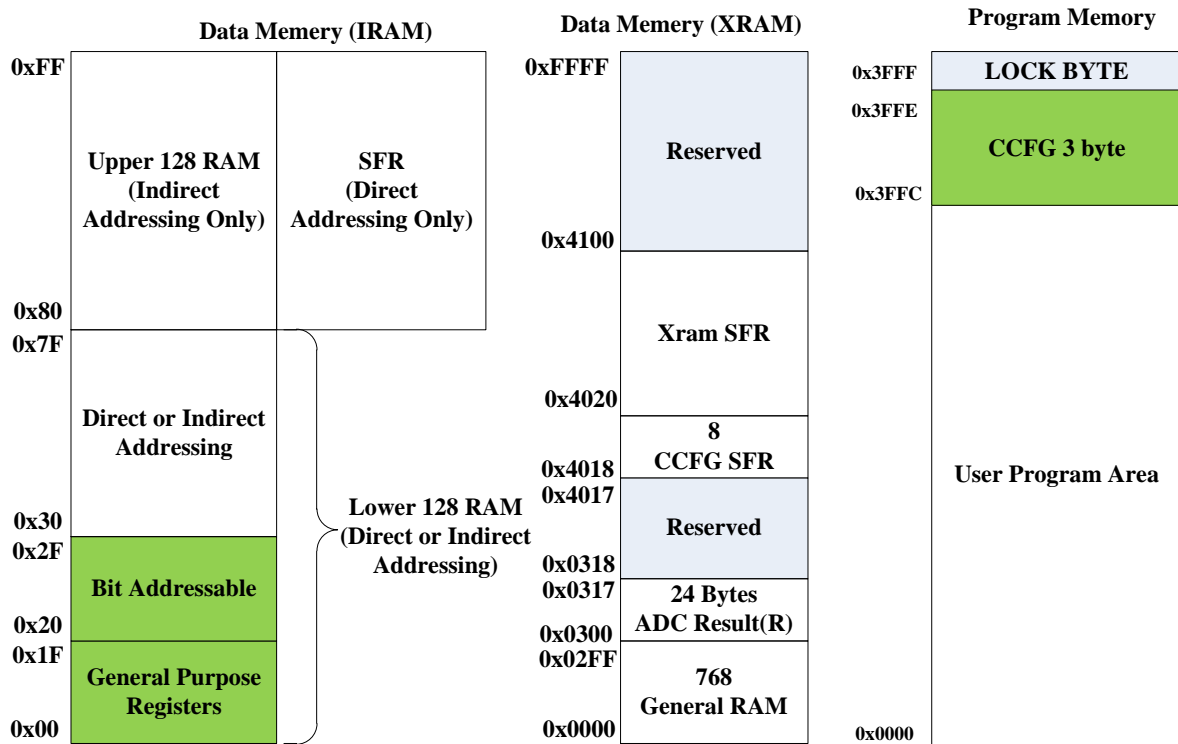 Data Memery (IRAM)
0xFF
Upper 128 RAM
(Indirect
Addressing Only)
SFR
(Direct
Addressing Only)
0x80
0x7F
Direct or Indirect
Addressing
0x30
0x2F
Bit Addressable
0x20
0x1F
General Purpose
Registers
0x00
Lower 128 RAM
(Direct or Indirect
Addressing)
Data Memery (XRAM)
0xFFFF
Reserved
0x4100
Xram SFR
0x4020
8
CCFG SFR
0x4018
0x4017
Reserved
0x0318
0x0317
24 Bytes
ADC Result(R)
0x0300
0x02FF
768
General RAM
0x0000
Program Memory
0x3FFF
LOCK BYTE
0x3FFE
CCFG 3 byte
0x3FFC
User Program Area
0x0000